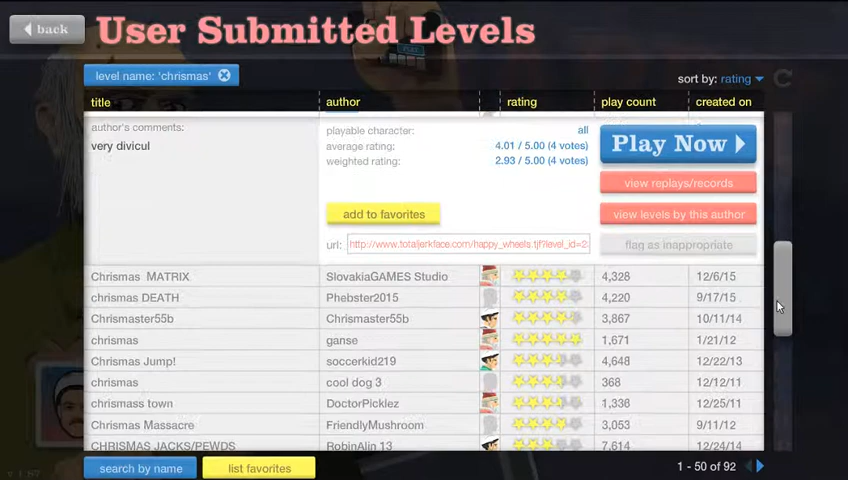 back
User Submitted Levels
level name: 'chrismas'
sort by: rating
title author rating play count created on
author's comments:
very divicul
playable character: all
average rating: 4.01 / 5.00 (4 votes)
weighted rating: 2.93 / 5.00 (4 votes)
Play Now
view replays/records
add to favorites
view levels by this author
url: http://www.totaljerkface.com/happy_wheels.tjf?level_id=2
flag as inappropriate
Chrismas MATRIX SlovakiaGAMES Studio 4,328 12/6/15
chrismas DEATH Phebster2015 4,220 9/17/15
Chrismaster55b Chrismaster55b 3,867 10/11/14
chrismas ganse 1,671 1/21/12
Chrismas Jump! soccerkid219 4,648 12/22/13
chrismas cool dog 3 368 12/12/11
chrismass town DoctorPicklez 1,338 12/25/11
Chrismas Massacre FriendlyMushroom 3,053 9/11/12
CHRISMAS JACKS/PEWDS RobinAlin 13 7,614 12/24/14
search by name
list favorites
1 - 50 of 92
v 1.87